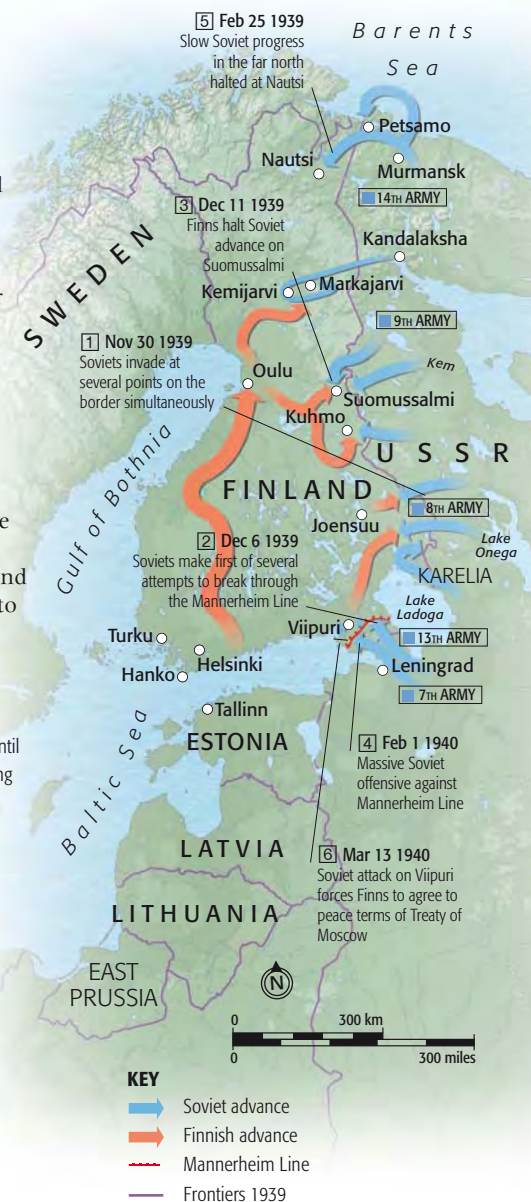 5 Feb 25 1939
Slow Soviet progress
in the far north
halted at Nautsi
Barents
Sea
Petsamo
Nautsi
Murmansk
14TH ARMY
3 Dec 11 1939
Finns halt Soviet
advance on
Suomussalmi
Kandalaksha
SWEDEN
Kemijarvi
Markajarvi
9TH ARMY
1 Nov 30 1939
Soviets invade at
several points on the
border simultaneously
Oulu
Kem
Suomussalmi
Kuhmo
USSR
Gulf of Bothnia
FINLAND
8TH ARMY
Joensuu
Lake
Onega
2 Dec 6 1939
Soviets make first of several
attempts to break through
the Mannerheim Line
KARELIA
nd
to
Lake
Ladoga
Viipuri
Turku
13TH ARMY
Helsinki
Leningrad
Hanko
7TH ARMY
Tallinn
Baltic Sea
ESTONIA
ntil
ng
4 Feb 1 1940
Massive Soviet
offensive against
Mannerheim Line
LATVIA
6 Mar 13 1940
Soviet attack on Viipuri
forces Finns to agree to
peace terms of Treaty of
Moscow
LITHUANIA
EAST
PRUSSIA
N
0 300 km
0 300 miles
KEY
Soviet advance
Finnish advance
Mannerheim Line
Frontiers 1939